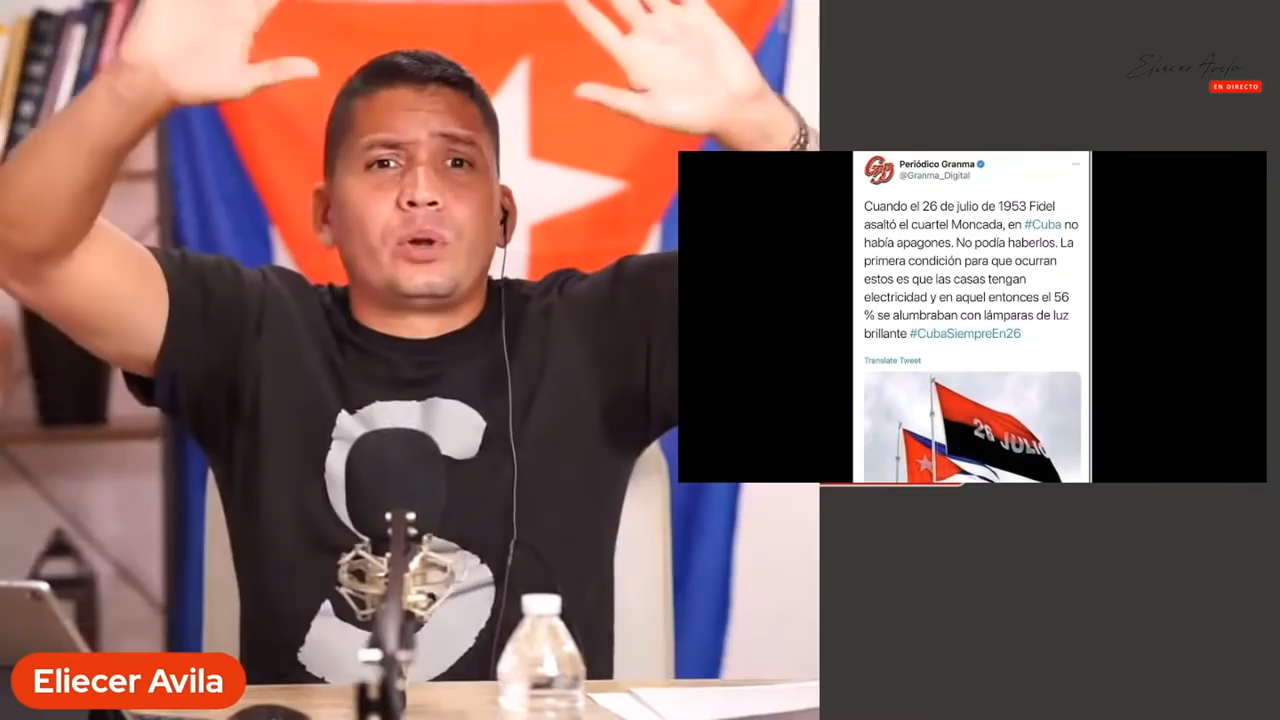 Eliecer Avila
EN DIRECTO
Periódico Granma
@Granma_Digital
Cuando el 26 de julio de 1953 Fidel
asaltó el cuartel Moncada, en #Cuba no
había apagones. No podía haberlos. La
primera condición para que ocurran
estos es que las casas tengan
electricidad y en aquel entonces el 56
% se alumbraban con lámparas de luz
brillante #CubaSiempreEn26
Translate Tweet
26 JULIO
Eliecer Avila